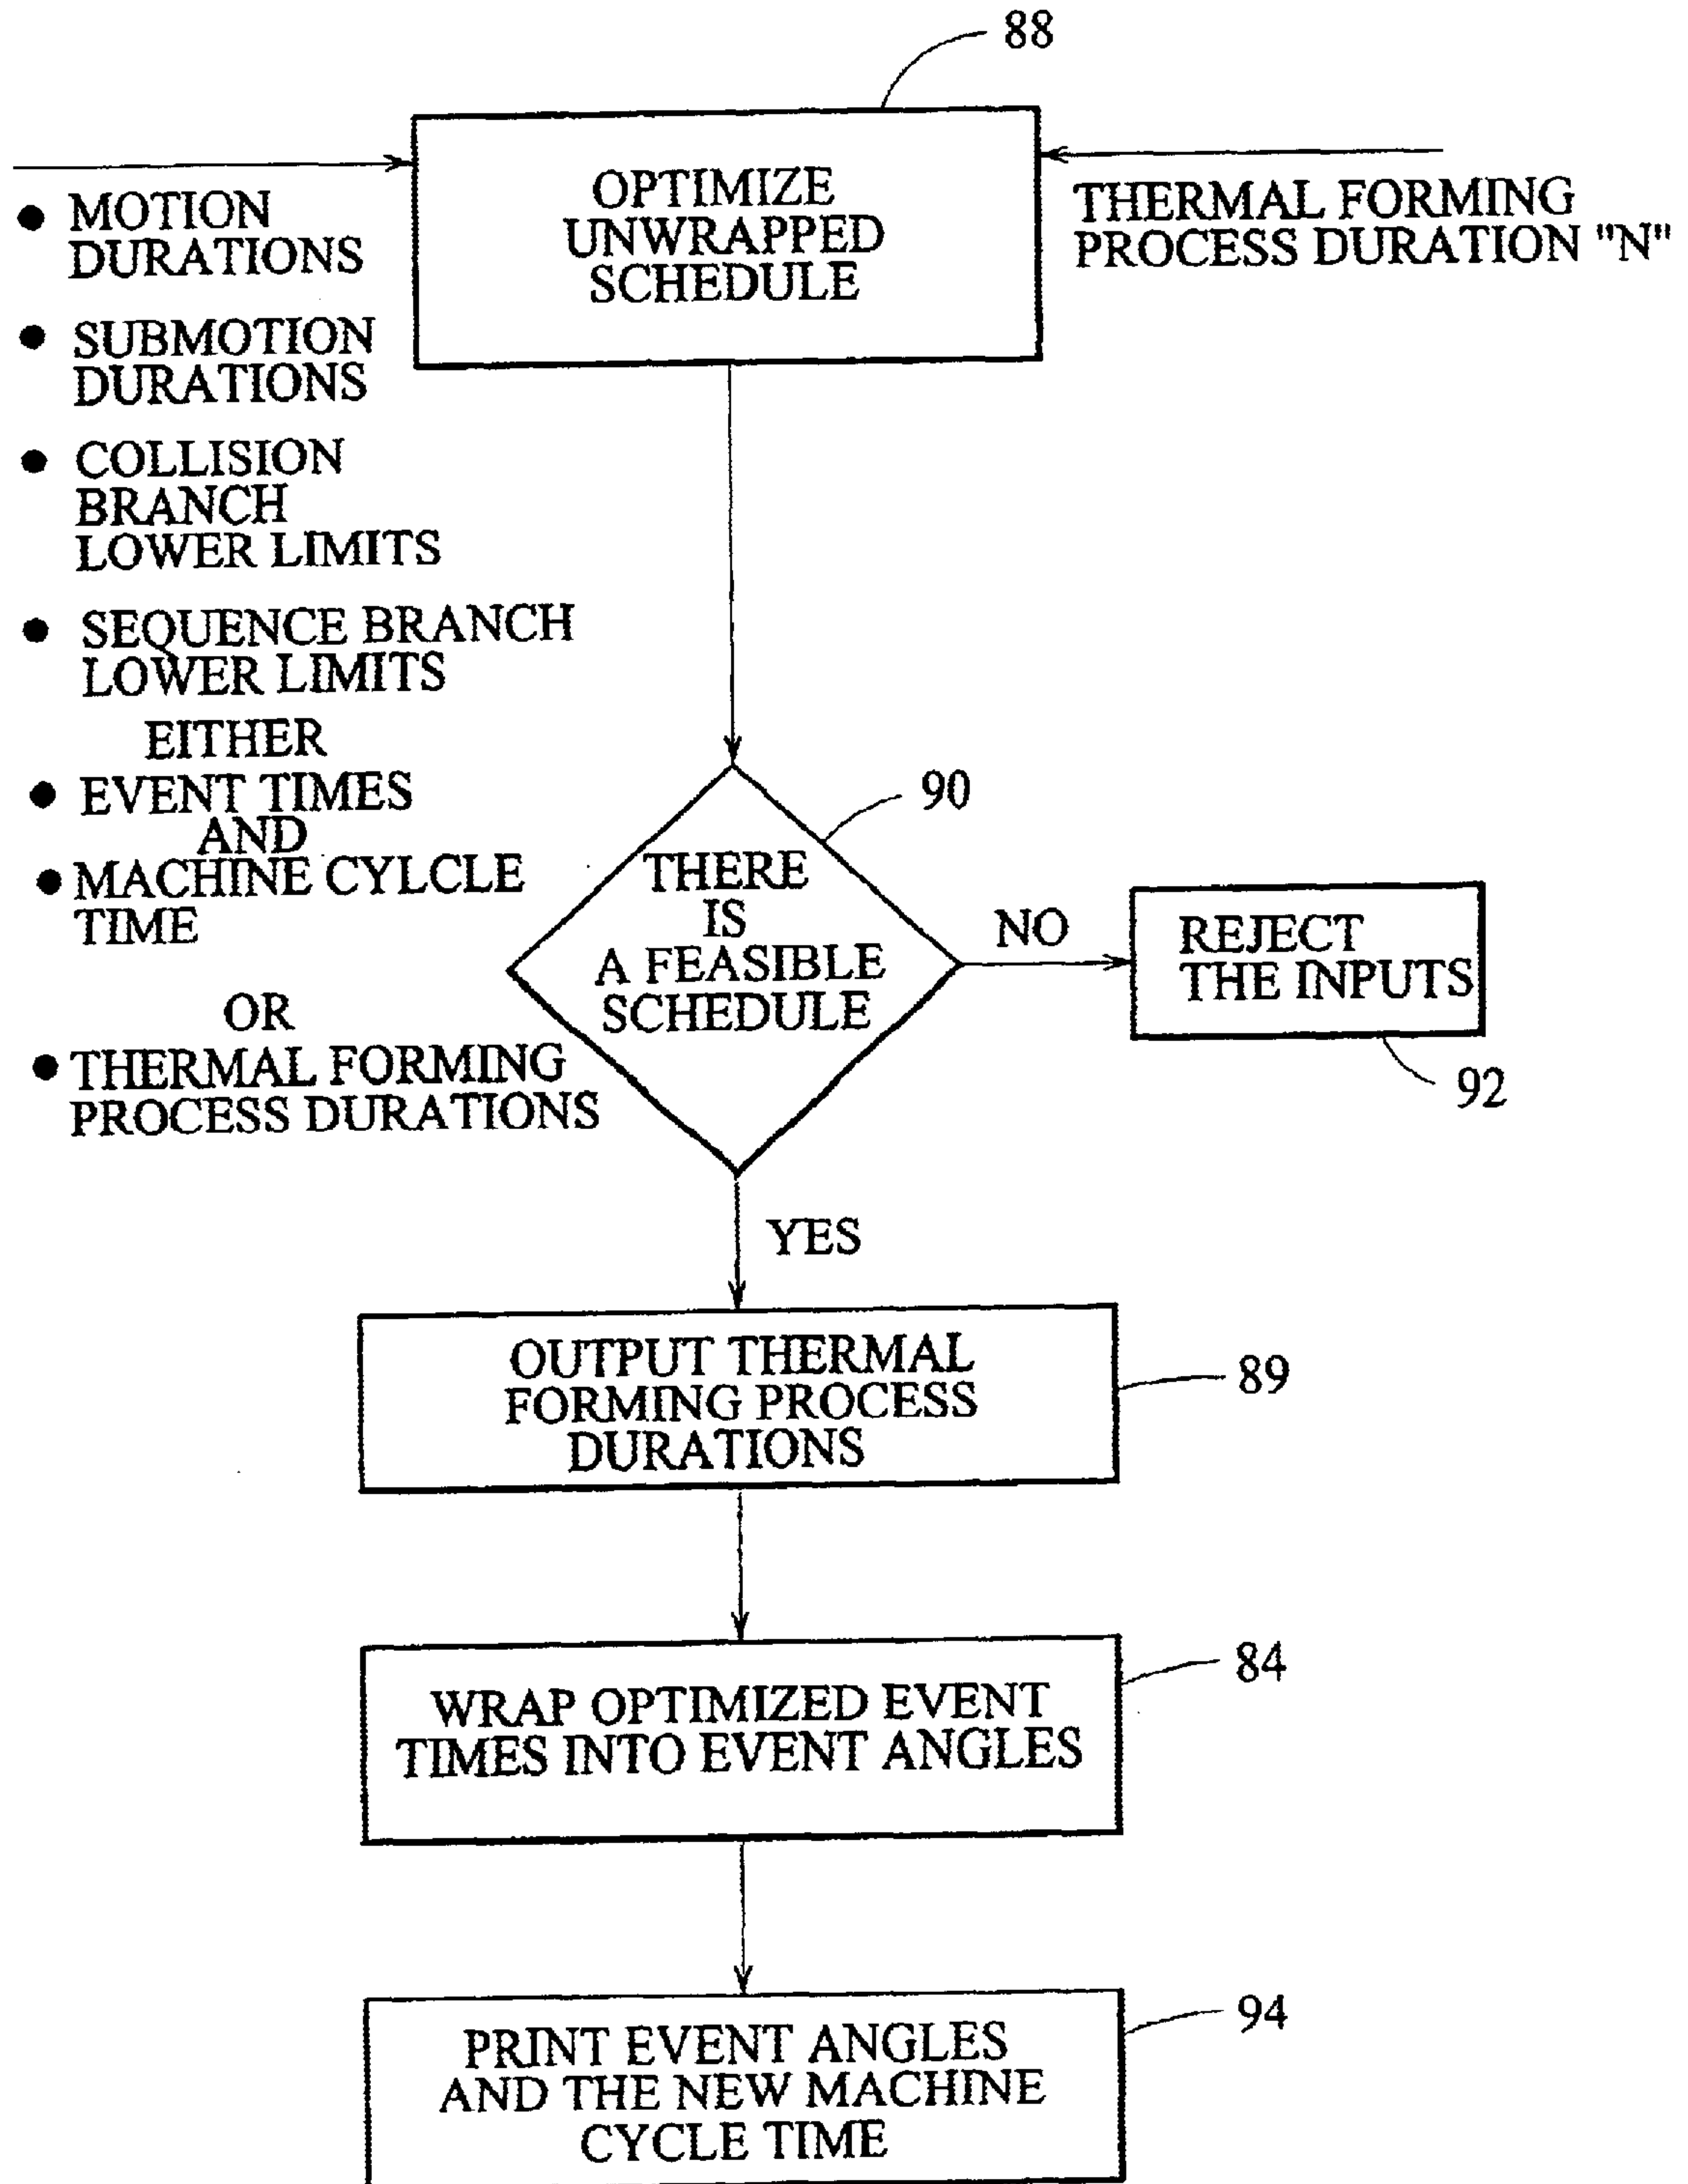 88
OPTIMIZE
UNWRAPPED
SCHEDULE
THERMAL FORMING
PROCESS DURATION "N"
● MOTION
DURATIONS
● SUBMOTION
DURATIONS
● COLLISION
BRANCH
LOWER LIMITS
● SEQUENCE BRANCH
LOWER LIMITS
EITHER
● EVENT TIMES
AND
● MACHINE CYLCLE
TIME
OR
● THERMAL FORMING
PROCESS DURATIONS
90
THERE
IS
A FEASIBLE
SCHEDULE
NO
REJECT
THE INPUTS
92
YES
OUTPUT THERMAL
FORMING PROCESS
DURATIONS
89
WRAP OPTIMIZED EVENT
TIMES INTO EVENT ANGLES
84
PRINT EVENT ANGLES
AND THE NEW MACHINE
CYCLE TIME
94